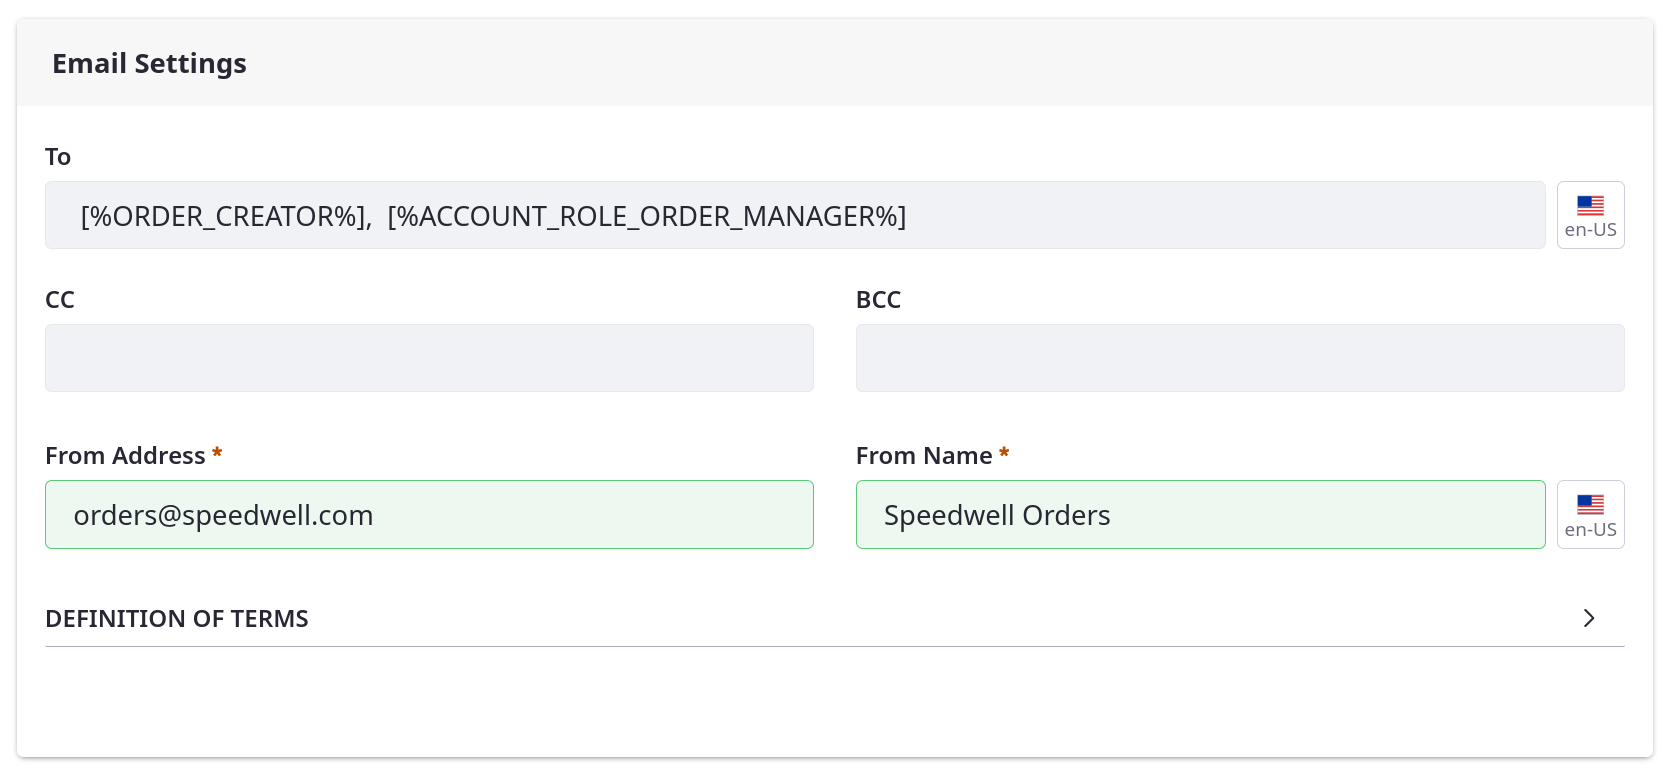 Email Settings
To
[%ORDER_CREATOR%],  [%ACCOUNT_ROLE_ORDER_MANAGER%]
en-US
CC
BCC
From Address *
From Name *
orders@speedwell.com
Speedwell Orders
en-US
DEFINITION OF TERMS